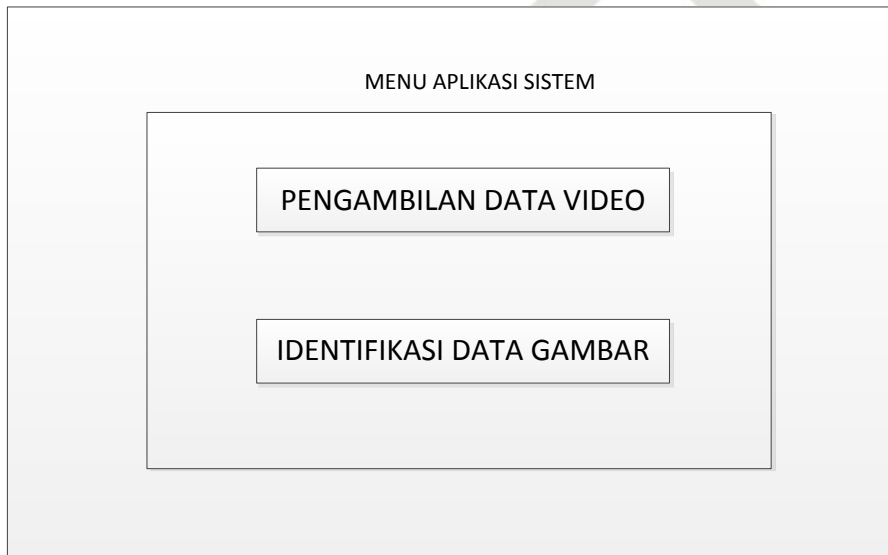 MENU APLIKASI SISTEM
PENGAMBILAN DATA VIDEO
IDENTIFIKASI DATA GAMBAR